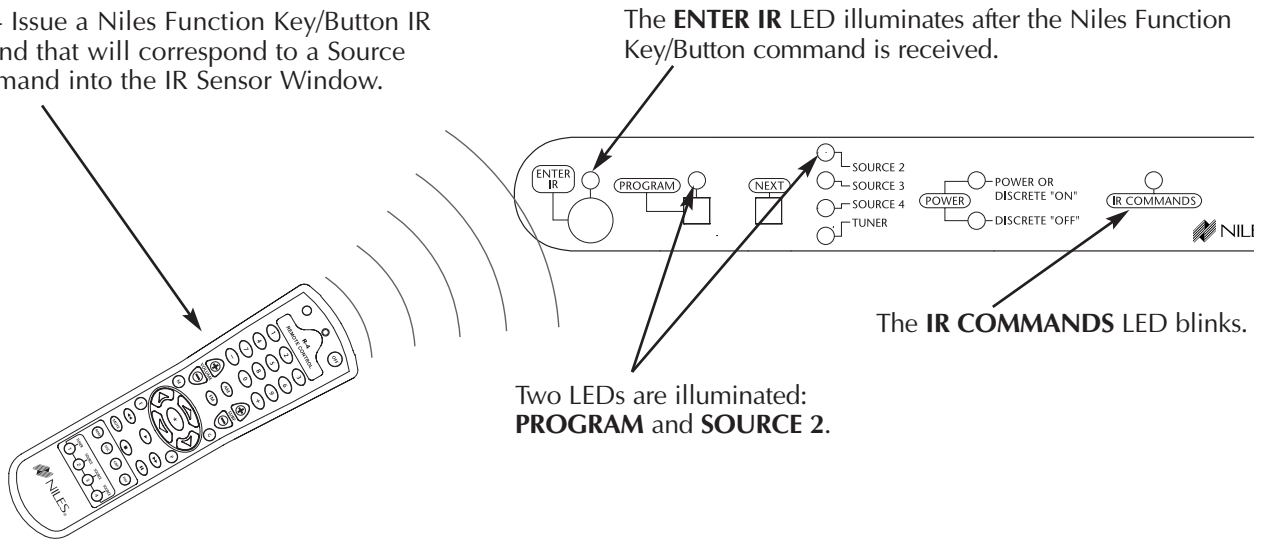 - Issue a Niles Function Key/Button IR
nd that will correspond to a Source
mand into the IR Sensor Window.
The ENTER IR LED illuminates after the Niles Function
Key/Button command is received.
ENTER
IR
PROGRAM
NEXT
SOURCE 2
SOURCE 3
SOURCE 4
TUNER
POWER
POWER OR
DISCRETE "ON"
DISCRETE "OFF"
IR COMMANDS
NILE
The IR COMMANDS LED blinks.
Two LEDs are illuminated:
PROGRAM and SOURCE 2.
R-4
REMOTE CONTROL
NILES